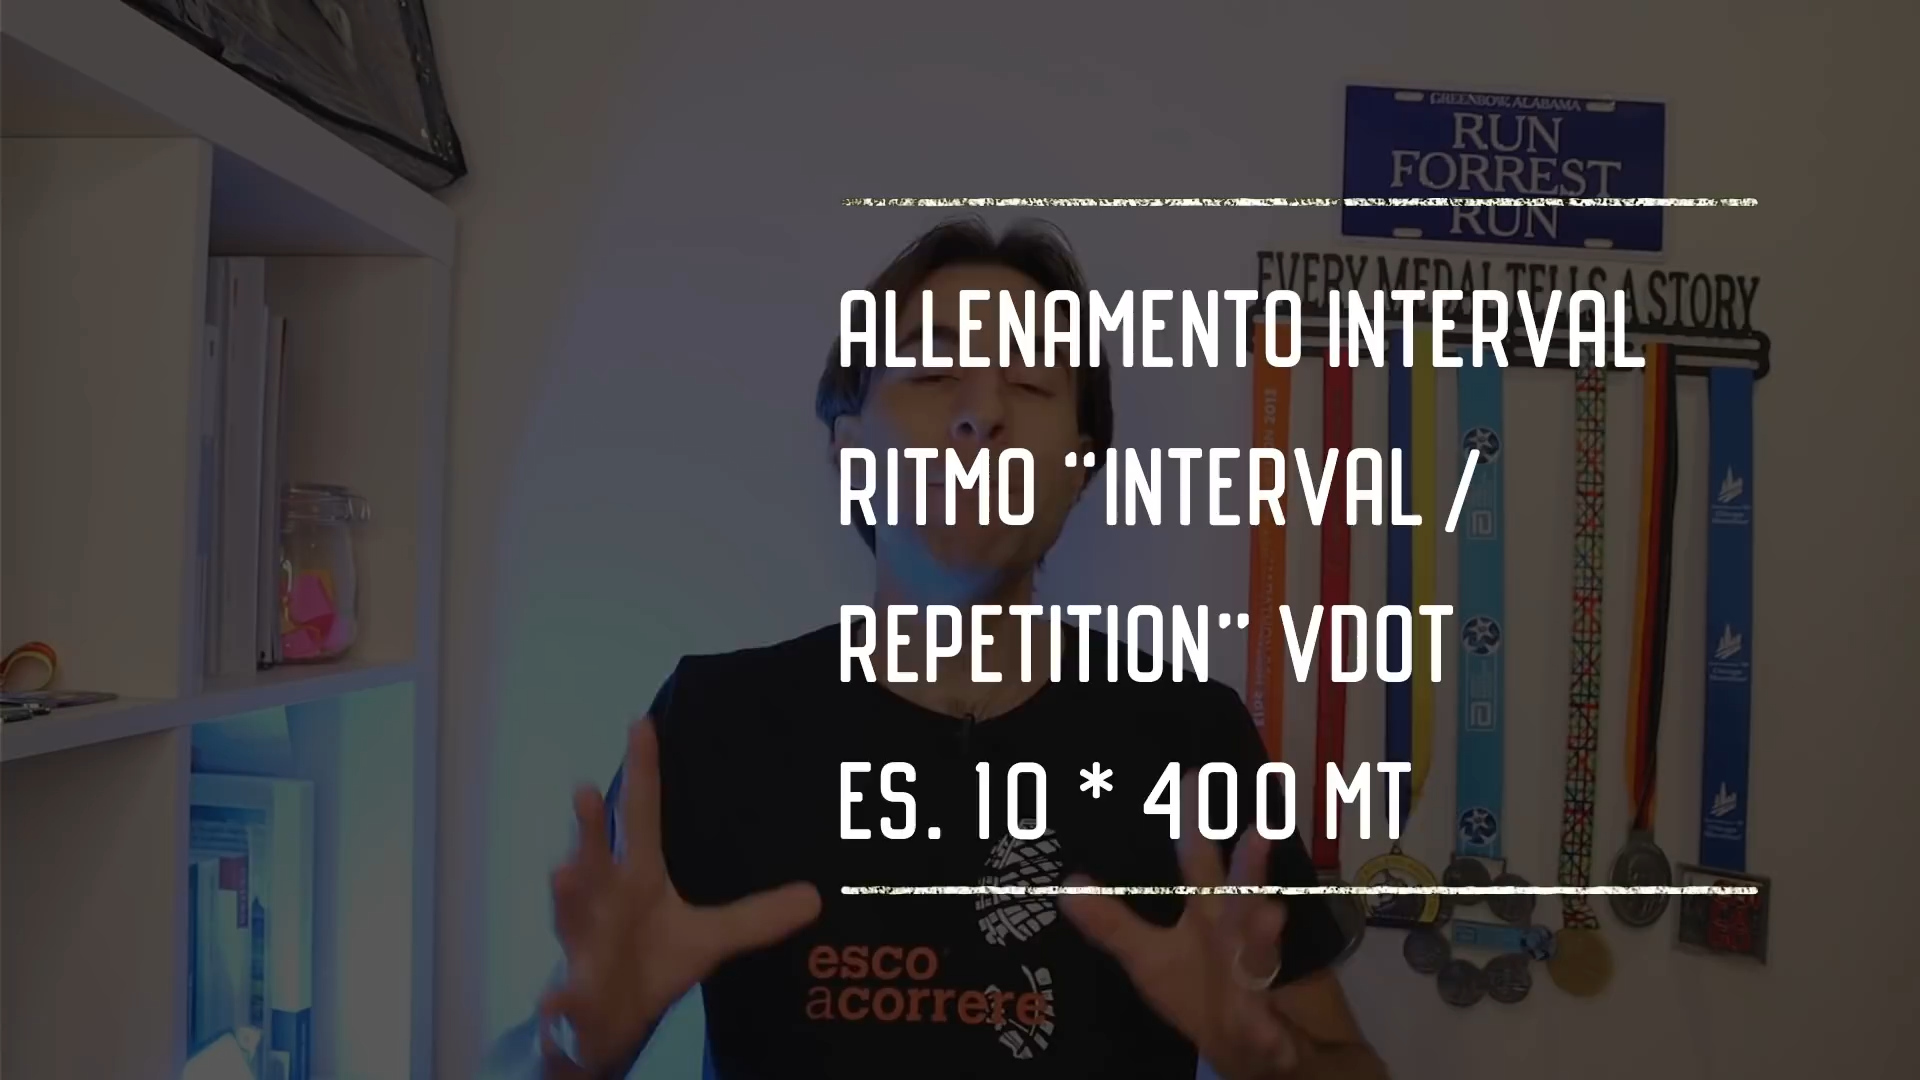 GREENBOW, ALABAMA
RUN
FORREST
RUN
EVERY MEDAL TELLS A STORY
ALLENAMENTO INTERVAL
RITMO “INTERVAL /
REPETITION” VDOT
ES. 10 * 400 MT
esco
acorrere